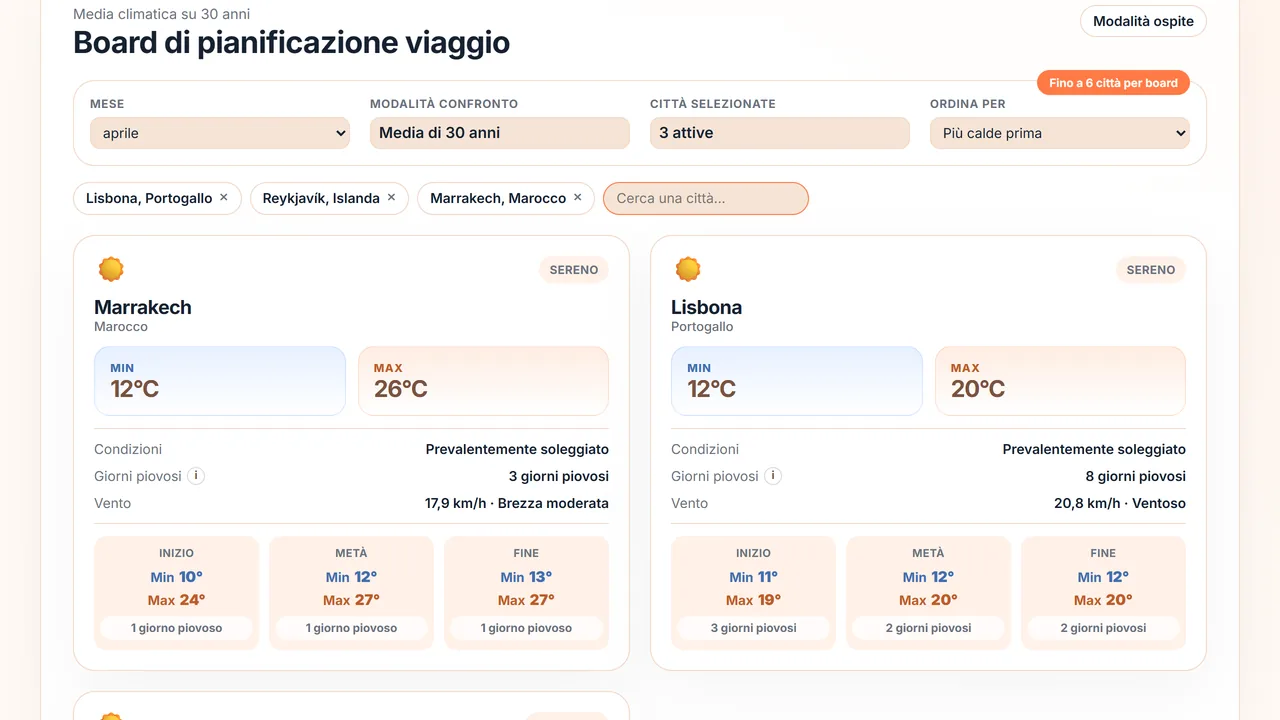 Media climatica su 30 anni
Board di pianificazione viaggio
Modalità ospite
Fino a 6 città per board
MESE
aprile
MODALITÀ CONFRONTO
Media di 30 anni
CITTÀ SELEZIONATE
3 attive
ORDINA PER
Più calde prima
Lisbona, Portogallo ×
Reykjavík, Islanda ×
Marrakech, Marocco ×
Cerca una città...
SERENO
Marrakech
Marocco
MIN
12°C
MAX
26°C
Condizioni Prevalentemente soleggiato
Giorni piovosi i 3 giorni piovosi
Vento 17,9 km/h · Brezza moderata
INIZIO
Min 10°
Max 24°
1 giorno piovoso
METÀ
Min 12°
Max 27°
1 giorno piovoso
FINE
Min 13°
Max 27°
1 giorno piovoso
SERENO
Lisbona
Portogallo
MIN
12°C
MAX
20°C
Condizioni Prevalentemente soleggiato
Giorni piovosi i 8 giorni piovosi
Vento 20,8 km/h · Ventoso
INIZIO
Min 11°
Max 19°
3 giorni piovosi
METÀ
Min 12°
Max 20°
2 giorni piovosi
FINE
Min 12°
Max 20°
2 giorni piovosi